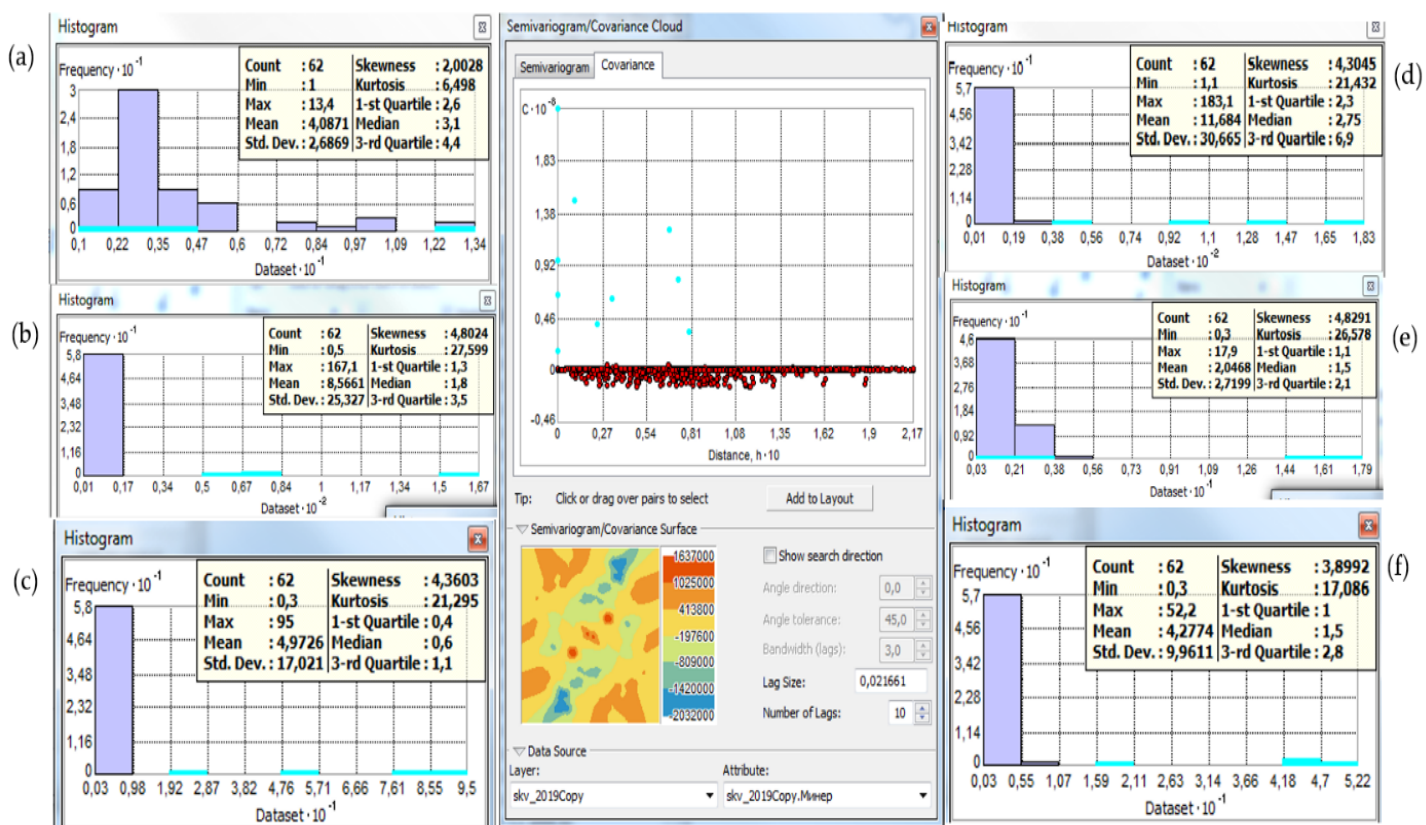 (a)
Histogram
Frequency · 10⁻¹
Count : 62 Skewness : 2,0028
Min : 1 Kurtosis : 6,498
Max : 13,4 1-st Quartile : 2,6
Mean : 4,0871 Median : 3,1
Std. Dev. : 2,6869 3-rd Quartile : 4,4
3
2,4
1,8
1,2
0,6
0
0,1 0,22 0,35 0,47 0,6 0,72 0,84 0,97 1,09 1,22 1,34
Dataset · 10⁻¹
(b)
Histogram
Frequency · 10⁻¹
Count : 62 Skewness : 4,8024
Min : 0,5 Kurtosis : 27,599
Max : 167,1 1-st Quartile : 1,3
Mean : 8,5661 Median : 1,8
Std. Dev. : 25,327 3-rd Quartile : 3,5
5,8
4,64
3,48
2,32
1,16
0
0,01 0,17 0,34 0,5 0,67 0,84 1 1,17 1,34 1,5 1,67
Dataset · 10⁻²
(c)
Histogram
Frequency · 10⁻¹
Count : 62 Skewness : 4,3603
Min : 0,3 Kurtosis : 21,295
Max : 95 1-st Quartile : 0,4
Mean : 4,9726 Median : 0,6
Std. Dev. : 17,021 3-rd Quartile : 1,1
5,8
4,64
3,48
2,32
1,16
0
0,03 0,98 1,92 2,87 3,82 4,76 5,71 6,66 7,61 8,55 9,5
Dataset · 10⁻¹
Semivariogram/Covariance Cloud
Semivariogram Covariance
C · 10⁻⁸
1,83
1,38
0,92
0,46
0
-0,46
0 0,27 0,54 0,81 1,08 1,35 1,62 1,9 2,17
Distance, h · 10
Tip: Click or drag over pairs to select Add to Layout
Semivariogram/Covariance Surface
1637000
1025000
413800
-197600
-809000
-1420000
-2032000
Show search direction
Angle direction: 0,0
Angle tolerance: 45,0
Bandwidth (lags): 3,0
Lag Size: 0,021661
Number of Lags: 10
Data Source
Layer: Attribute:
skv_2019Copy skv_2019Copy.Минер
(d)
Histogram
Frequency · 10⁻¹
Count : 62 Skewness : 4,3045
Min : 1,1 Kurtosis : 21,432
Max : 183,1 1-st Quartile : 2,3
Mean : 11,684 Median : 2,75
Std. Dev. : 30,665 3-rd Quartile : 6,9
5,7
4,56
3,42
2,28
1,14
0
0,01 0,19 0,38 0,56 0,74 0,92 1,1 1,28 1,47 1,65 1,83
Dataset · 10⁻²
(e)
Histogram
Frequency · 10⁻¹
Count : 62 Skewness : 4,8291
Min : 0,3 Kurtosis : 26,578
Max : 17,9 1-st Quartile : 1,1
Mean : 2,0468 Median : 1,5
Std. Dev. : 2,7199 3-rd Quartile : 2,1
4,6
3,68
2,76
1,84
0,92
0
0,03 0,21 0,38 0,56 0,73 0,91 1,09 1,26 1,44 1,61 1,79
Dataset · 10⁻¹
(f)
Histogram
Frequency · 10⁻¹
Count : 62 Skewness : 3,8992
Min : 0,3 Kurtosis : 17,086
Max : 52,2 1-st Quartile : 1
Mean : 4,2774 Median : 1,5
Std. Dev. : 9,9611 3-rd Quartile : 2,8
5,7
4,56
3,42
2,28
1,14
0
0,03 0,55 1,07 1,59 2,11 2,63 3,14 3,66 4,18 4,7 5,22
Dataset · 10⁻¹